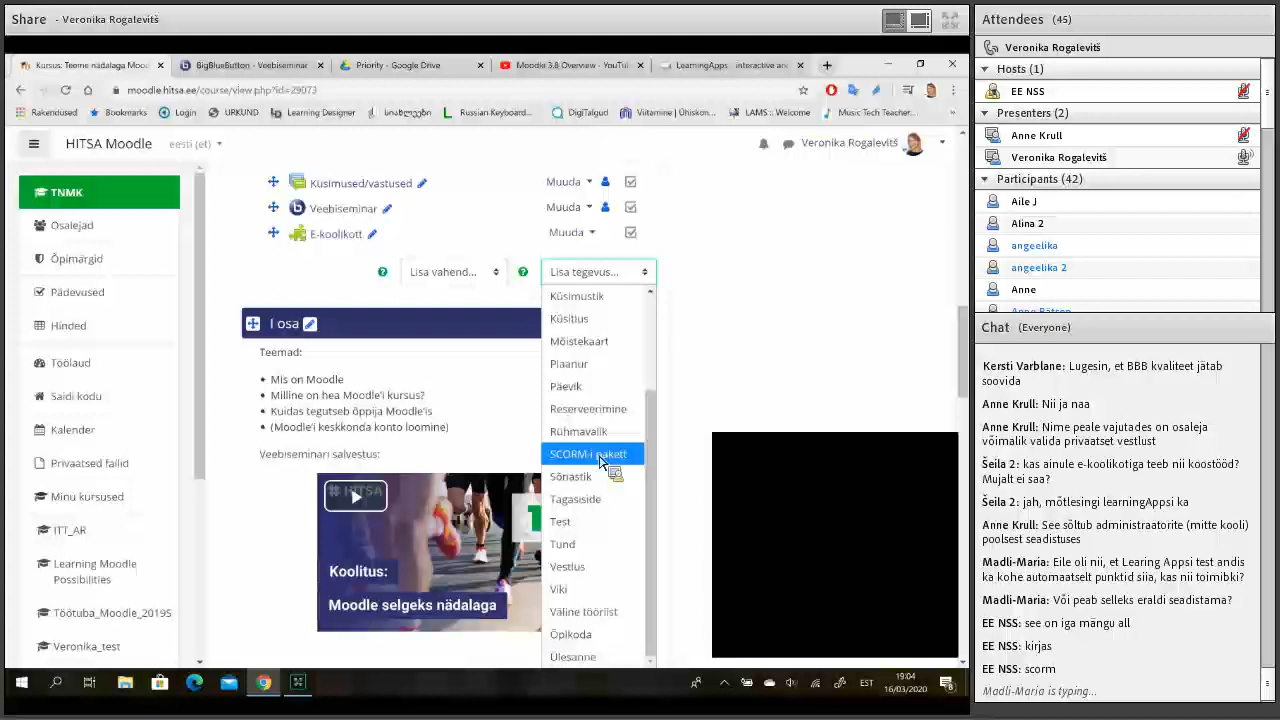 Share - Veronika Rogalevitš
Kursus: Teeme nädalaga Mood
BigBlueButton - Veebiseminar
Priority - Google Drive
Moodle 3.8 Overview - YouTu
LearningApps - interactive anc
moodle.hitsa.ee/course/view.php?id=29073
Rakendused
Bookmarks
Login
URKUND
Learning Designer
Russian Keyboard...
DigiTalgud
Viitamine | Ühiskon...
LAMS :: Welcome
Music Tech Teacher...
HITSA Moodle
eesti (et)
Veronika Rogalevitš
TNMK
Osalejad
Õpimärgid
Pädevused
Hinded
Töölaud
Saidi kodu
Kalender
Privaatsed failid
Minu kursused
ITT_AR
Learning Moodle
Possibilities
Töötuba_Moodle_2019S
Veronika_test
Küsimused/vastused
Muuda
Veebiseminar
Muuda
E-koolikott
Muuda
Lisa vahend...
Lisa tegevus...
Küsimustik
Küsitlus
Mõistekaart
Plaanur
Päevik
Reserveerimine
Rühmavalik
SCORM-i pakett
Sõnastik
Tagasiside
Test
Tund
Vestlus
Viki
Väline tööriist
Õpikoda
Ülesanne
I osa
Teemad:
• Mis on Moodle
• Milline on hea Moodle'i kursus?
• Kuidas tegutseb õppija Moodle'is
• (Moodle'i keskkonda konto loomine)
Veebiseminari salvestus:
# HITSA
Koolitus:
Moodle selgeks nädalaga
EST
19:04
16/03/2020
8
Attendees (45)
Veronika Rogalevitš
Hosts (1)
EE NSS
Presenters (2)
Anne Krull
Veronika Rogalevitš
Participants (42)
Aile J
Alina 2
angeelika
angeelika 2
Anne
Anne Rätsep
Chat (Everyone)
Kersti Varblane: Lugesin, et BBB kvaliteet jätab
soovida
Anne Krull: Nii ja naa
Anne Krull: Nime peale vajutades on osaleja
võimalik valida privaatset vestlust
Šeila 2: kas ainule e-koolikotiga teeb nii koostööd?
Mujalt ei saa?
Šeila 2: jah, mõtlesingi learningAppsi ka
Anne Krull: See sõltub administraatorite (mitte kooli)
poolsest seadistuses
Madli-Maria: Eile oli nii, et Learing Appsi test andis
ka kohe automaatselt punktid siia, kas nii toimibki?
Madli-Maria: Või peab selleks eraldi seadistama?
EE NSS: see on iga mängu all
EE NSS: kirjas
EE NSS: scorm
Madli-Maria is typing...